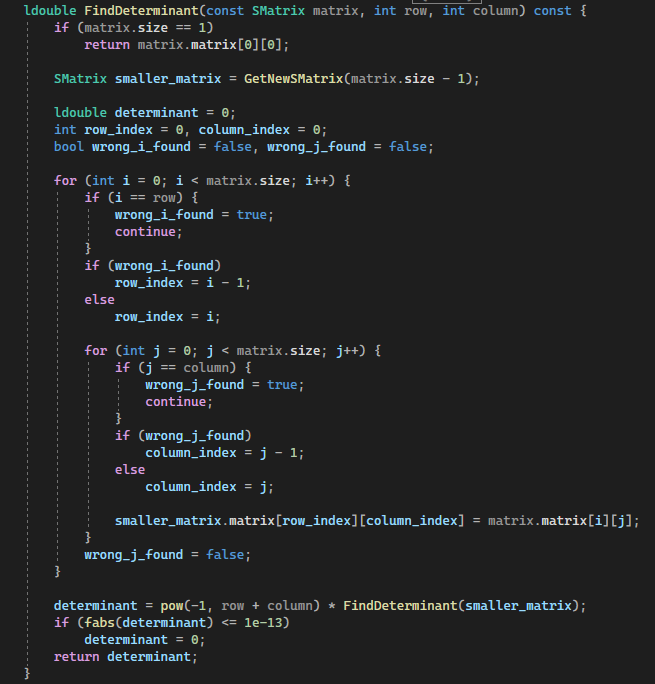 ldouble FindDeterminant(const SMatrix matrix, int row, int column) const {
if (matrix.size == 1)
return matrix.matrix[0][0];
SMatrix smaller_matrix = GetNewSMatrix(matrix.size - 1);
ldouble determinant = 0;
int row_index = 0, column_index = 0;
bool wrong_i_found = false, wrong_j_found = false;
for (int i = 0; i < matrix.size; i++) {
if (i == row) {
wrong_i_found = true;
continue;
}
if (wrong_i_found)
row_index = i - 1;
else
row_index = i;
for (int j = 0; j < matrix.size; j++) {
if (j == column) {
wrong_j_found = true;
continue;
}
if (wrong_j_found)
column_index = j - 1;
else
column_index = j;
smaller_matrix.matrix[row_index][column_index] = matrix.matrix[i][j];
}
wrong_j_found = false;
}
determinant = pow(-1, row + column) * FindDeterminant(smaller_matrix);
if (fabs(determinant) <= 1e-13)
determinant = 0;
return determinant;
}